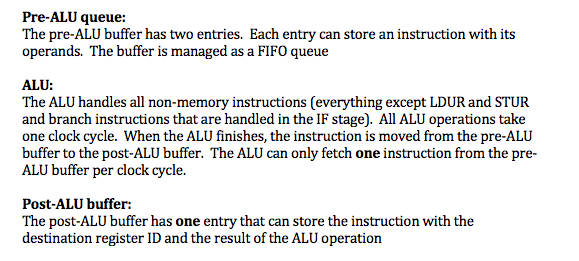 Pre-ALU queue:
The pre-ALU buffer has two entries.  Each entry can store an instruction with its
operands.  The buffer is managed as a FIFO queue
ALU:
The ALU handles all non-memory instructions (everything except LDUR and STUR
and branch instructions that are handled in the IF stage).  All ALU operations take
one clock cycle.  When the ALU finishes, the instruction is moved from the pre-ALU
buffer to the post-ALU buffer.  The ALU can only fetch one instruction from the pre-
ALU buffer per clock cycle.
Post-ALU buffer:
The post-ALU buffer has one entry that can store the instruction with the
destination register ID and the result of the ALU operation